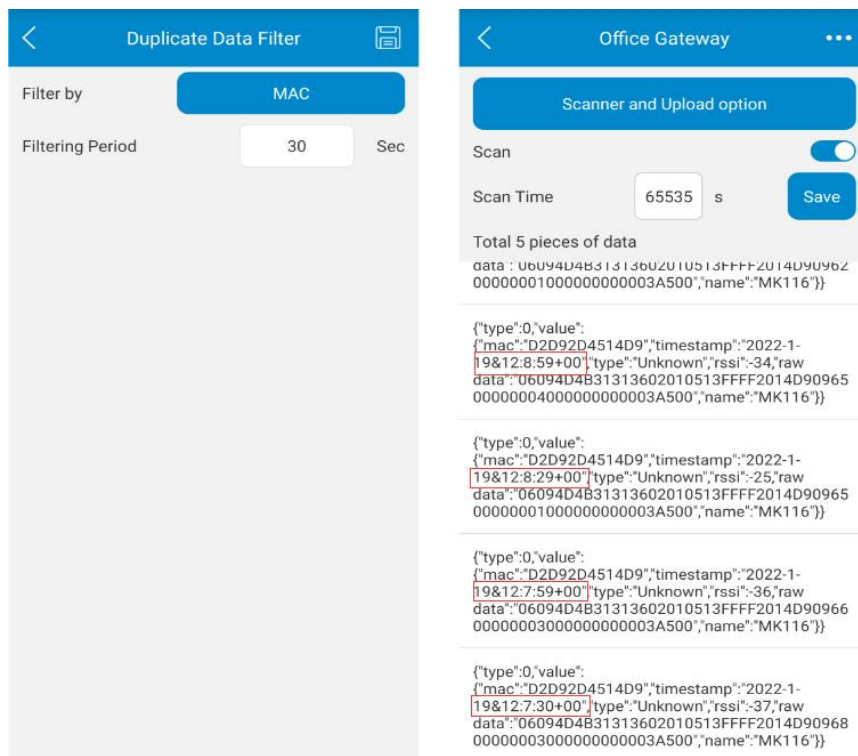 Duplicate Data Filter
Filter by
MAC
Filtering Period
30
Sec
Office Gateway
Scanner and Upload option
Scan
Scan Time
65535
s
Save
Total 5 pieces of data
data":"06094D4B31313602010513FFFF2014D90962
00000001000000000003A500","name":"MK116"}}
{"type":0,"value":
{"mac":"D2D92D4514D9","timestamp":"2022-1-
19&12:8:59+00","type":"Unknown","rssi":-34,"raw
data":"06094D4B31313602010513FFFF2014D90965
00000004000000000003A500","name":"MK116"}}
{"type":0,"value":
{"mac":"D2D92D4514D9","timestamp":"2022-1-
19&12:8:29+00","type":"Unknown","rssi":-25,"raw
data":"06094D4B31313602010513FFFF2014D90965
00000001000000000003A500","name":"MK116"}}
{"type":0,"value":
{"mac":"D2D92D4514D9","timestamp":"2022-1-
19&12:7:59+00","type":"Unknown","rssi":-36,"raw
data":"06094D4B31313602010513FFFF2014D90966
00000003000000000003A500","name":"MK116"}}
{"type":0,"value":
{"mac":"D2D92D4514D9","timestamp":"2022-1-
19&12:7:30+00","type":"Unknown","rssi":-37,"raw
data":"06094D4B31313602010513FFFF2014D90968
00000003000000000003A500","name":"MK116"}}